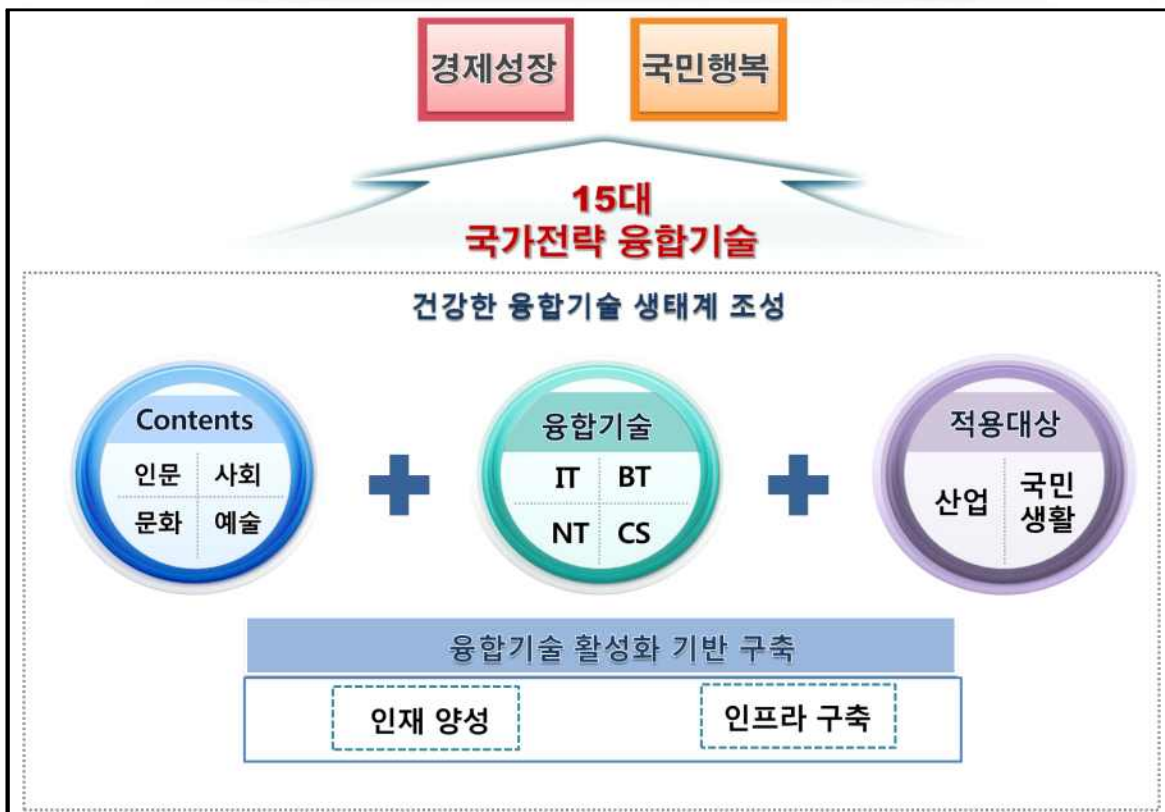 경제성장 국민행복
15대
국가전략 융합기술
건강한 융합기술 생태계 조성
Contents
인문 사회
문화 예술
융합기술
IT BT
NT CS
적용대상
산업 국민
생활
융합기술 활성화 기반 구축
인재 양성 인프라 구축